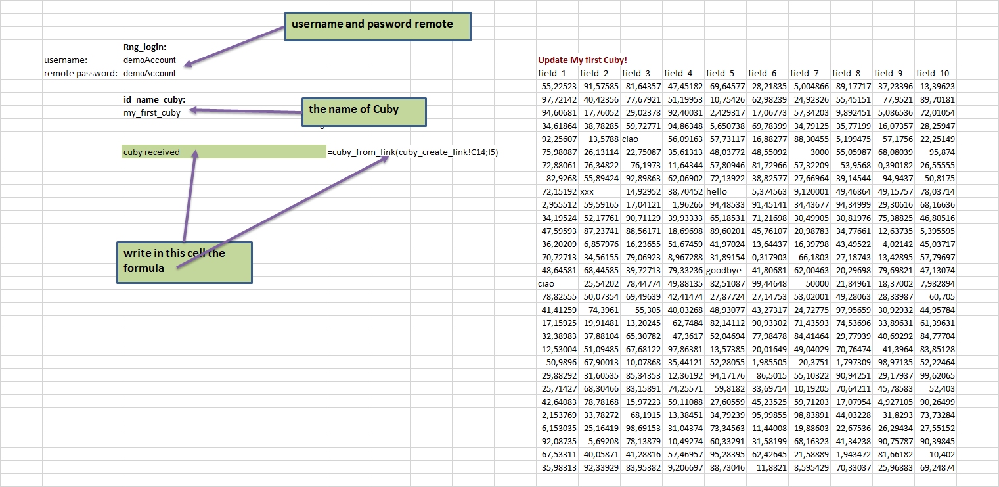 username and pasword remote
Rng_login:
username: demoAccount
remote password: demoAccount
id_name_cuby:
my_first_cuby
the name of Cuby
cuby received =cuby_from_link(cuby_create_link!C14;I5)
write in this cell the
formula
Update My first Cuby!
field_1 field_2 field_3 field_4 field_5 field_6 field_7 field_8 field_9 field_10
55,22523 91,57585 81,64357 47,45182 69,64577 28,21835 5,004866 89,17717 37,23396 13,39623
97,72142 40,42356 77,67921 51,19953 10,75426 62,98239 24,92326 55,45151 77,9521 89,70181
94,60681 17,76052 29,02378 92,40031 2,429317 17,06773 57,34203 9,892451 5,086536 72,01054
34,61864 38,78285 59,72771 94,86348 5,650738 69,78399 34,79125 35,77199 16,07357 28,25947
92,25607 13,5788 ciao 56,09163 57,73117 16,88277 88,30455 5,199475 57,1756 22,25149
75,98087 26,13114 22,75087 35,61313 48,03772 48,55092 3000 55,05987 68,08039 95,874
72,88061 76,34822 76,1973 11,64344 57,80946 81,72966 57,32209 53,9568 0,390182 26,55555
82,9268 55,89424 92,89863 62,06902 72,13922 38,82577 27,66964 39,14544 94,9437 50,8175
72,15192 xxx 14,92952 38,70452 hello 5,374563 9,120001 49,46864 49,15757 78,03714
2,955512 59,59165 17,04121 1,96266 94,48533 91,45141 34,43677 94,34999 29,30616 68,16636
34,19524 52,17761 90,71129 39,93333 65,18531 71,21698 30,49905 30,81976 75,38825 46,80516
47,59593 87,23741 88,56171 18,69698 89,60201 45,76107 20,98783 34,77661 12,63735 5,395595
36,20209 6,857976 16,23655 51,67459 41,97024 13,64437 16,39798 43,49522 4,02142 45,03717
70,72713 34,56155 79,06923 8,967288 31,89154 0,317903 66,1803 27,18743 13,42895 57,79697
48,64581 68,44585 39,72713 79,33236 goodbye 41,80681 62,00463 20,29698 79,69821 47,13074
ciao 25,54202 78,44774 49,88135 82,51087 99,44648 50000 21,84961 18,37002 7,982894
78,82555 50,07354 69,49639 42,41474 27,87724 27,14753 53,02001 49,28063 28,33987 60,705
41,41259 74,3961 55,305 40,03268 48,93077 43,27317 24,72775 97,95659 30,92932 44,95784
17,15925 19,91481 13,20245 62,7484 82,14112 90,93302 71,43593 74,53696 33,89631 61,39631
32,38983 37,88104 65,30782 47,3617 52,04694 77,98478 84,41464 29,77939 40,69292 84,77704
12,53004 51,09485 67,68122 97,86381 13,57385 20,01649 49,04029 70,76474 41,3964 83,85128
50,9896 67,90013 10,07868 35,44121 52,28055 1,985505 20,3751 1,797309 98,97135 52,22464
29,88292 31,60535 85,34353 12,36192 94,17176 86,5015 55,10322 90,94251 29,17937 99,62065
25,71427 68,30466 83,15891 74,25571 59,8182 33,69714 10,19205 70,64211 45,78583 52,403
42,64083 78,78168 15,97223 59,11088 27,60559 45,23525 59,71203 17,07954 4,927105 90,26499
2,153769 33,78272 68,1915 13,38451 34,79239 95,99855 98,83891 44,03228 31,8293 73,73284
6,153035 25,16419 98,69153 31,04374 73,34563 11,44008 19,88603 22,67536 26,29434 27,55152
92,08735 5,69208 78,13879 10,49274 60,33291 31,58199 68,16323 41,34238 90,75787 90,39845
67,53311 40,05871 41,28816 57,46957 95,28395 62,42645 21,58889 1,943472 81,66182 10,402
35,98313 92,33929 83,95382 9,206697 88,73046 11,8821 8,595429 70,33037 25,96883 69,24874